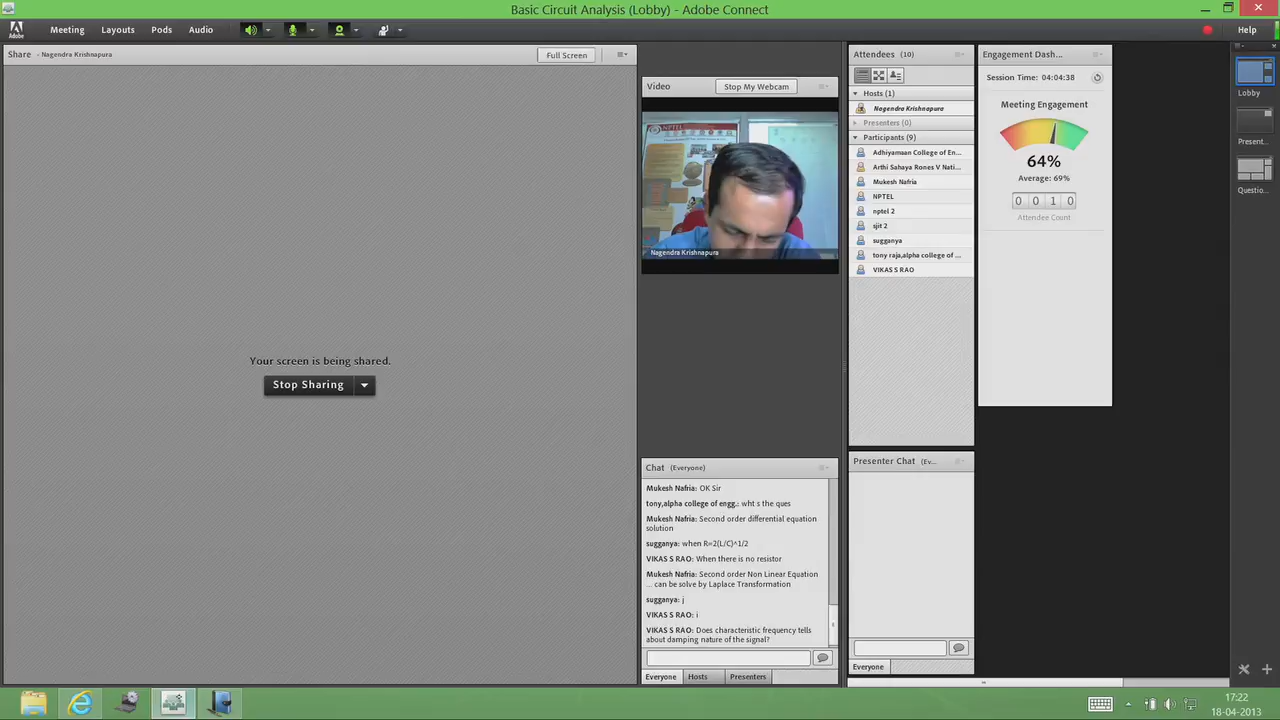 Basic Circuit Analysis (Lobby) - Adobe Connect
Meeting
Layouts
Pods
Audio
Help
Share - Nagendra Krishnapura
Full Screen
Your screen is being shared.
Stop Sharing
Video
Stop My Webcam
NPTEL
Nagendra Krishnapura
Chat (Everyone)
Mukesh Nafria: OK Sir
tony,alpha college of engg.: wht s the ques
Mukesh Nafria: Second order differential equation
solution
sugganya: when R=2(L/C)^1/2
VIKAS S RAO: When there is no resistor
Mukesh Nafria: Second order Non Linear Equation
... can be solve by Laplace Transformation
sugganya: j
VIKAS S RAO: i
VIKAS S RAO: Does characteristic frequency tells
about damping nature of the signal?
Everyone
Hosts
Presenters
Attendees (10)
Hosts (1)
Nagendra Krishnapura
Presenters (0)
Participants (9)
Adhiyamaan College of En...
Arthi Sahaya Rones V Nati...
Mukesh Nafria
NPTEL
nptel 2
sjit 2
sugganya
tony raja,alpha college of ...
VIKAS S RAO
Presenter Chat (Ev...
Everyone
Engagement Dash...
Session Time: 04:04:38
Meeting Engagement
64%
Average: 69%
0 0 1 0
Attendee Count
Lobby
Present...
Questio...
17:22
18-04-2013